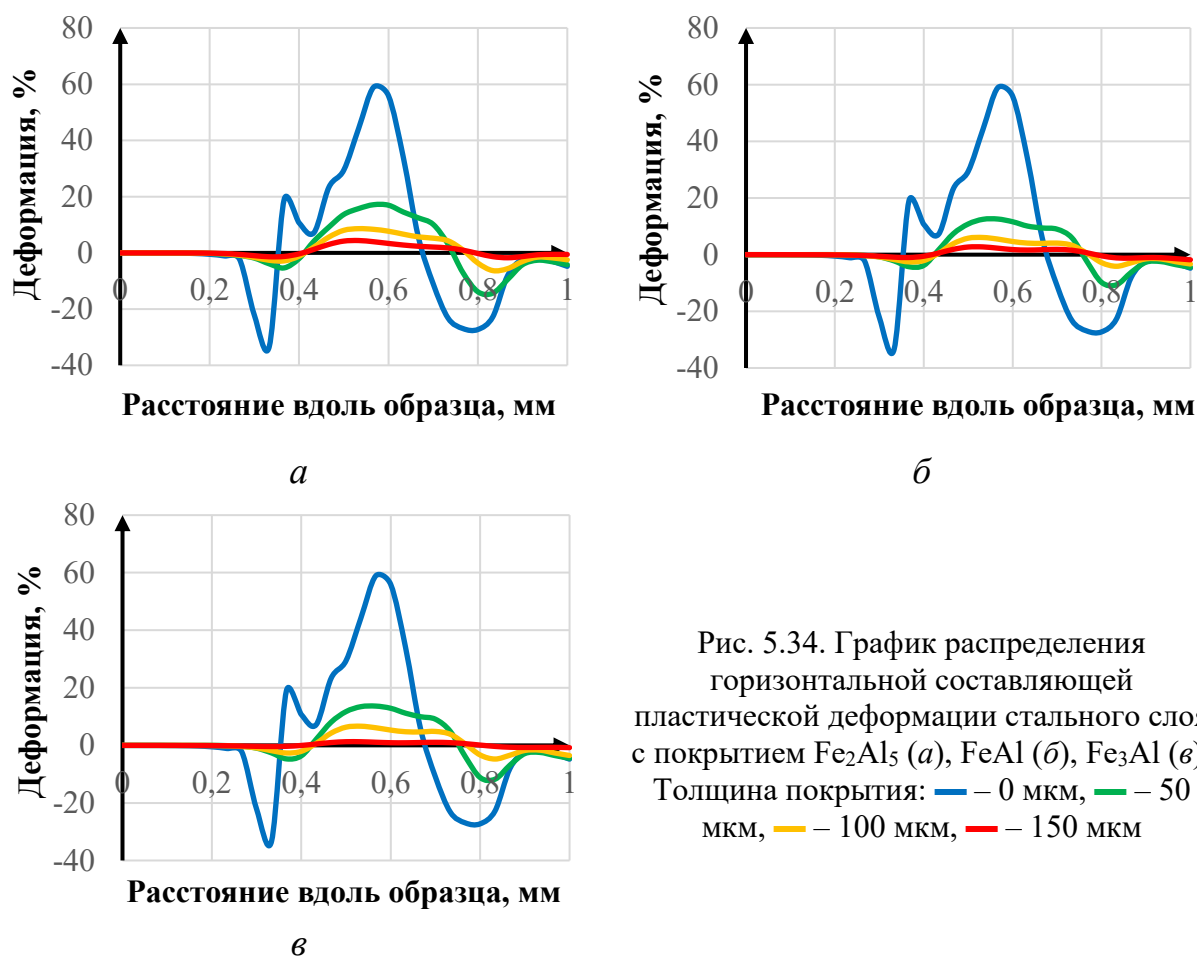 80
60
40
20
0
-20
-40
Деформация, %
0
0,2
0,4
0,6
0,8
1
Расстояние вдоль образца, мм
а
80
60
40
20
0
-20
-40
Деформация, %
0
0,2
0,4
0,6
0,8
1
Расстояние вдоль образца, мм
б
80
60
40
20
0
-20
-40
Деформация, %
0
0,2
0,4
0,6
0,8
1
Расстояние вдоль образца, мм
в
Рис. 5.34. График распределения
горизонтальной составляющей
пластической деформации стального слоя
с покрытием Fe₂Al₅ (а), FeAl (б), Fe₃Al (в)
Толщина покрытия: – 0 мкм, – 50
мкм, – 100 мкм, – 150 мкм